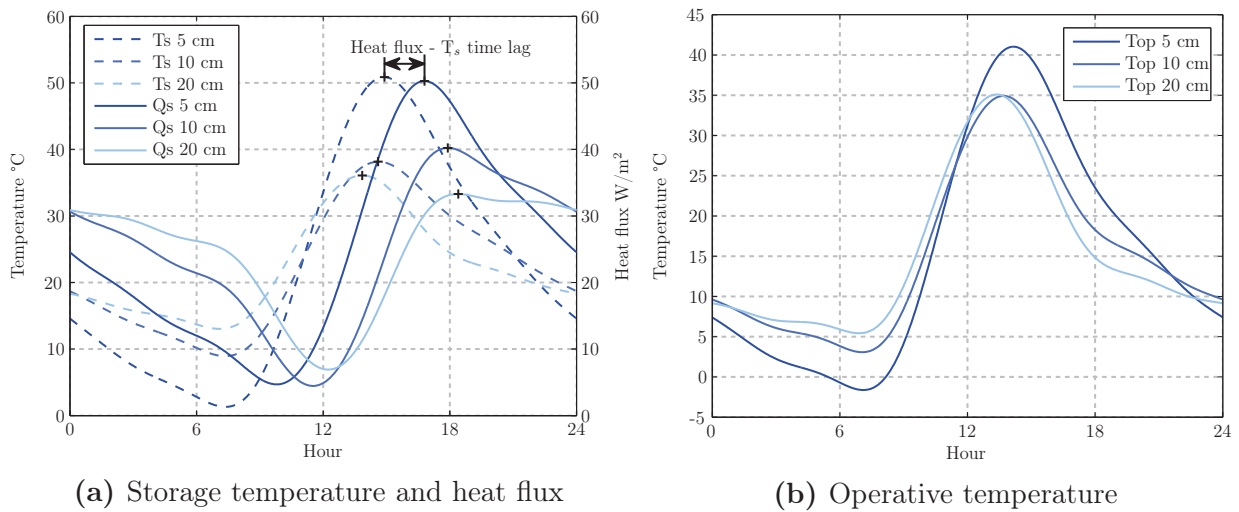 60
50
40
30
20
10
0
Temperature °C
Ts 5 cm
Ts 10 cm
Ts 20 cm
Qs 5 cm
Qs 10 cm
Qs 20 cm
Heat flux - Ts time lag
60
50
40
30
20
10
0
Heat flux W/m²
0 6 12 18 24
Hour
(a) Storage temperature and heat flux
45
40
35
30
25
20
15
10
5
0
-5
Temperature °C
Top 5 cm
Top 10 cm
Top 20 cm
0 6 12 18 24
Hour
(b) Operative temperature